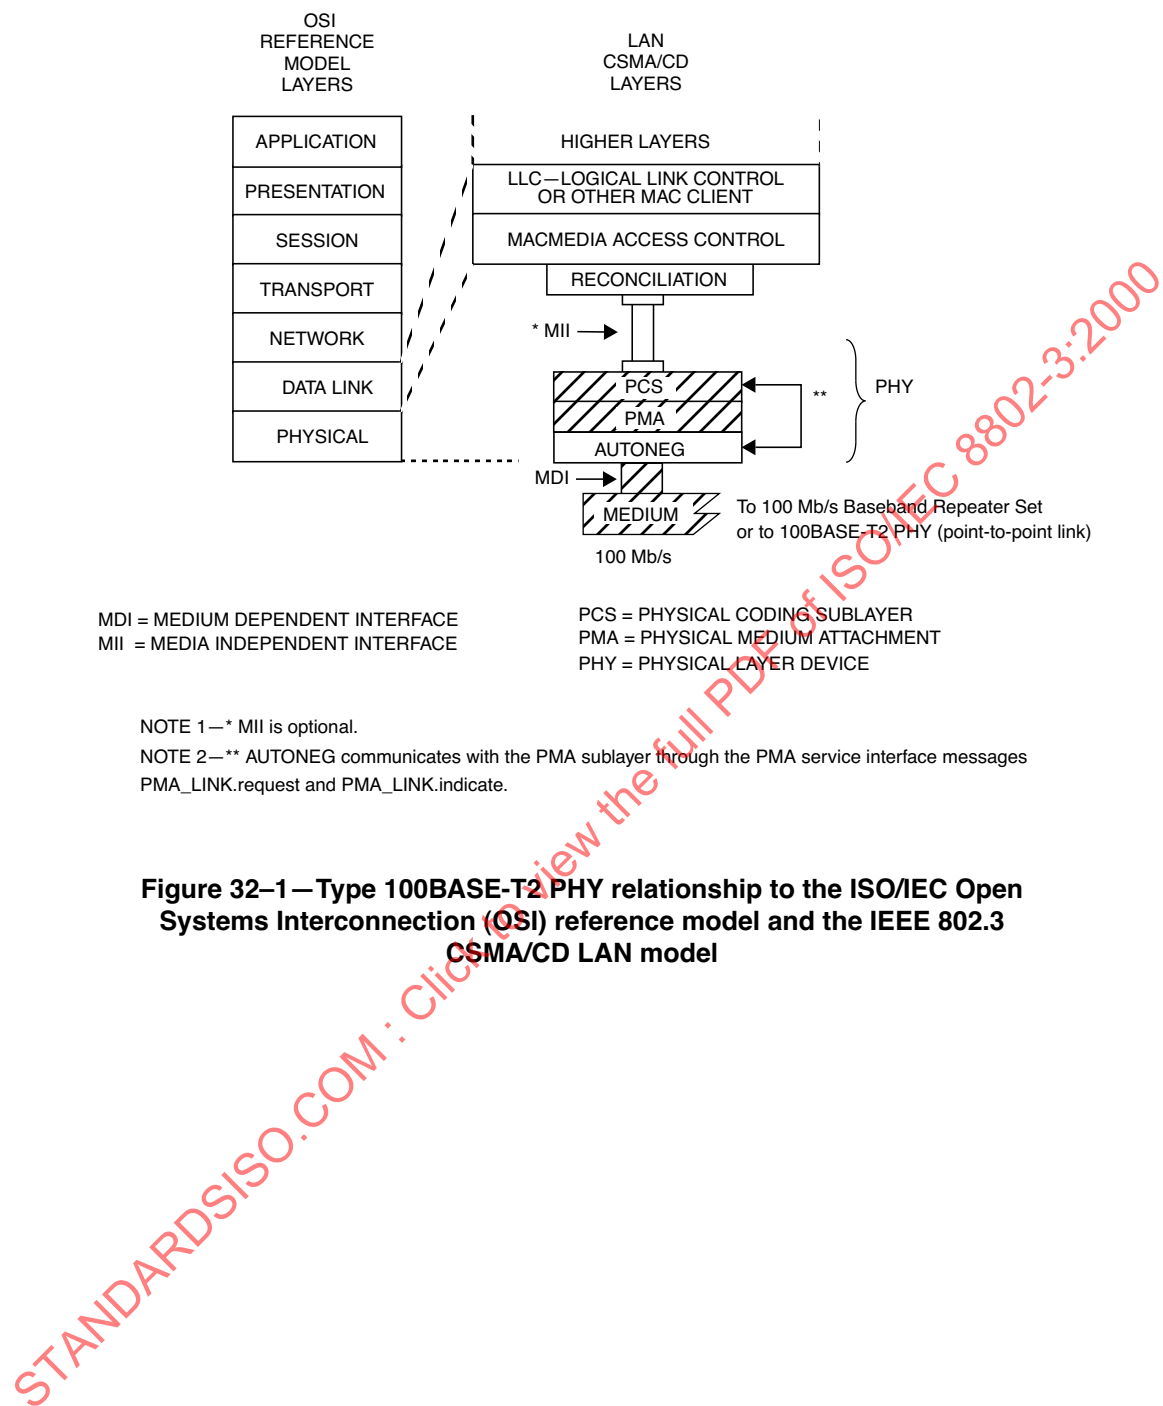 OSI
REFERENCE
MODEL
LAYERS
LAN
CSMA/CD
LAYERS
APPLICATION
PRESENTATION
SESSION
TRANSPORT
NETWORK
DATA LINK
PHYSICAL
HIGHER LAYERS
LLC—LOGICAL LINK CONTROL
OR OTHER MAC CLIENT
MACMEDIA ACCESS CONTROL
RECONCILIATION
* MII
PCS
PMA
AUTONEG
**
PHY
MDI
MEDIUM
To 100 Mb/s Baseband Repeater Set
or to 100BASE-T2 PHY (point-to-point link)
100 Mb/s
MDI = MEDIUM DEPENDENT INTERFACE
MII = MEDIA INDEPENDENT INTERFACE
PCS = PHYSICAL CODING SUBLAYER
PMA = PHYSICAL MEDIUM ATTACHMENT
PHY = PHYSICAL LAYER DEVICE
NOTE 1—* MII is optional.
NOTE 2—** AUTONEG communicates with the PMA sublayer through the PMA service interface messages
PMA_LINK.request and PMA_LINK.indicate.
Figure 32–1—Type 100BASE-T2 PHY relationship to the ISO/IEC Open
Systems Interconnection (OSI) reference model and the IEEE 802.3
CSMA/CD LAN model
STANDARDSISO.COM : Click to view the full PDF of ISO/IEC 8802-3:2000